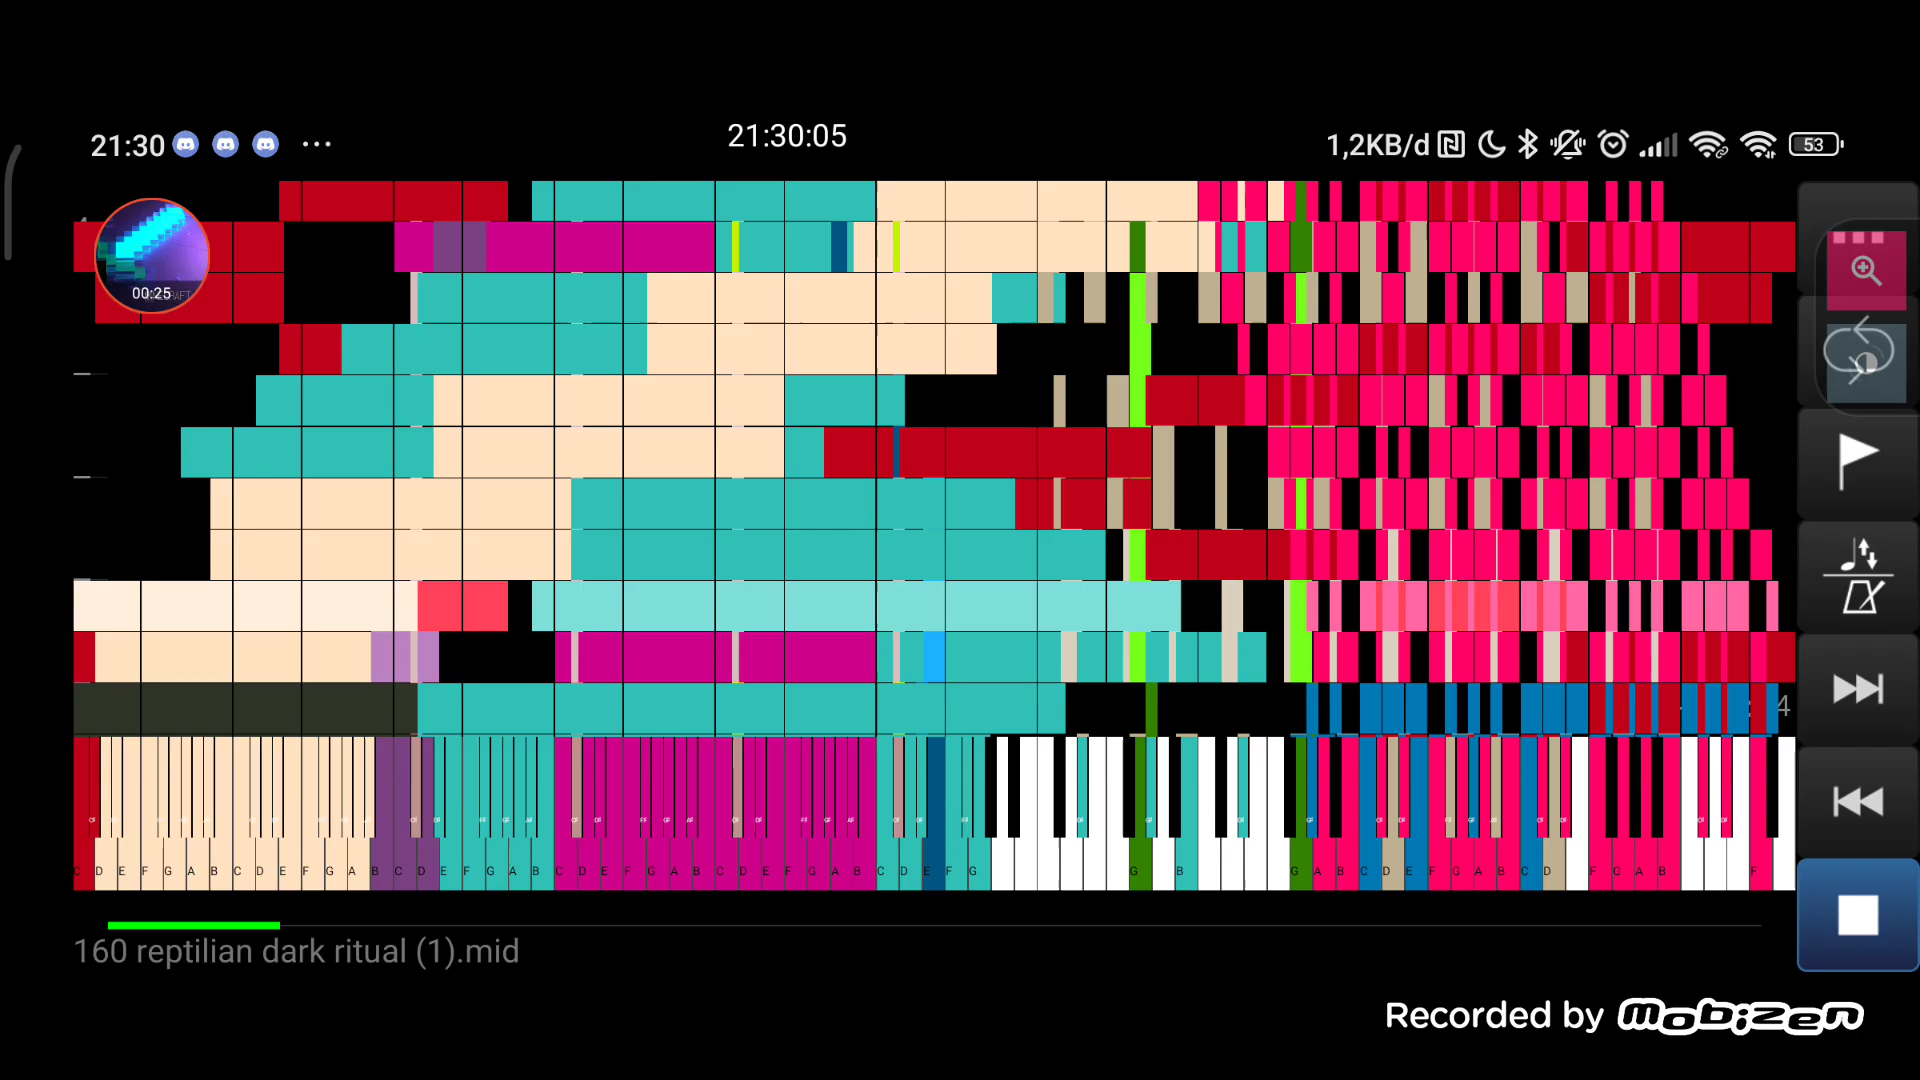 21:30
21:30:05
1,2KB/d
53
00:25
4
C D E F G A B C D E F G A B C D E F G A B C D E F G A B C D E F G A B C D E F G
G B G A B C D E F G A B C D F G A B F
160 reptilian dark ritual (1).mid
Recorded by mobizen